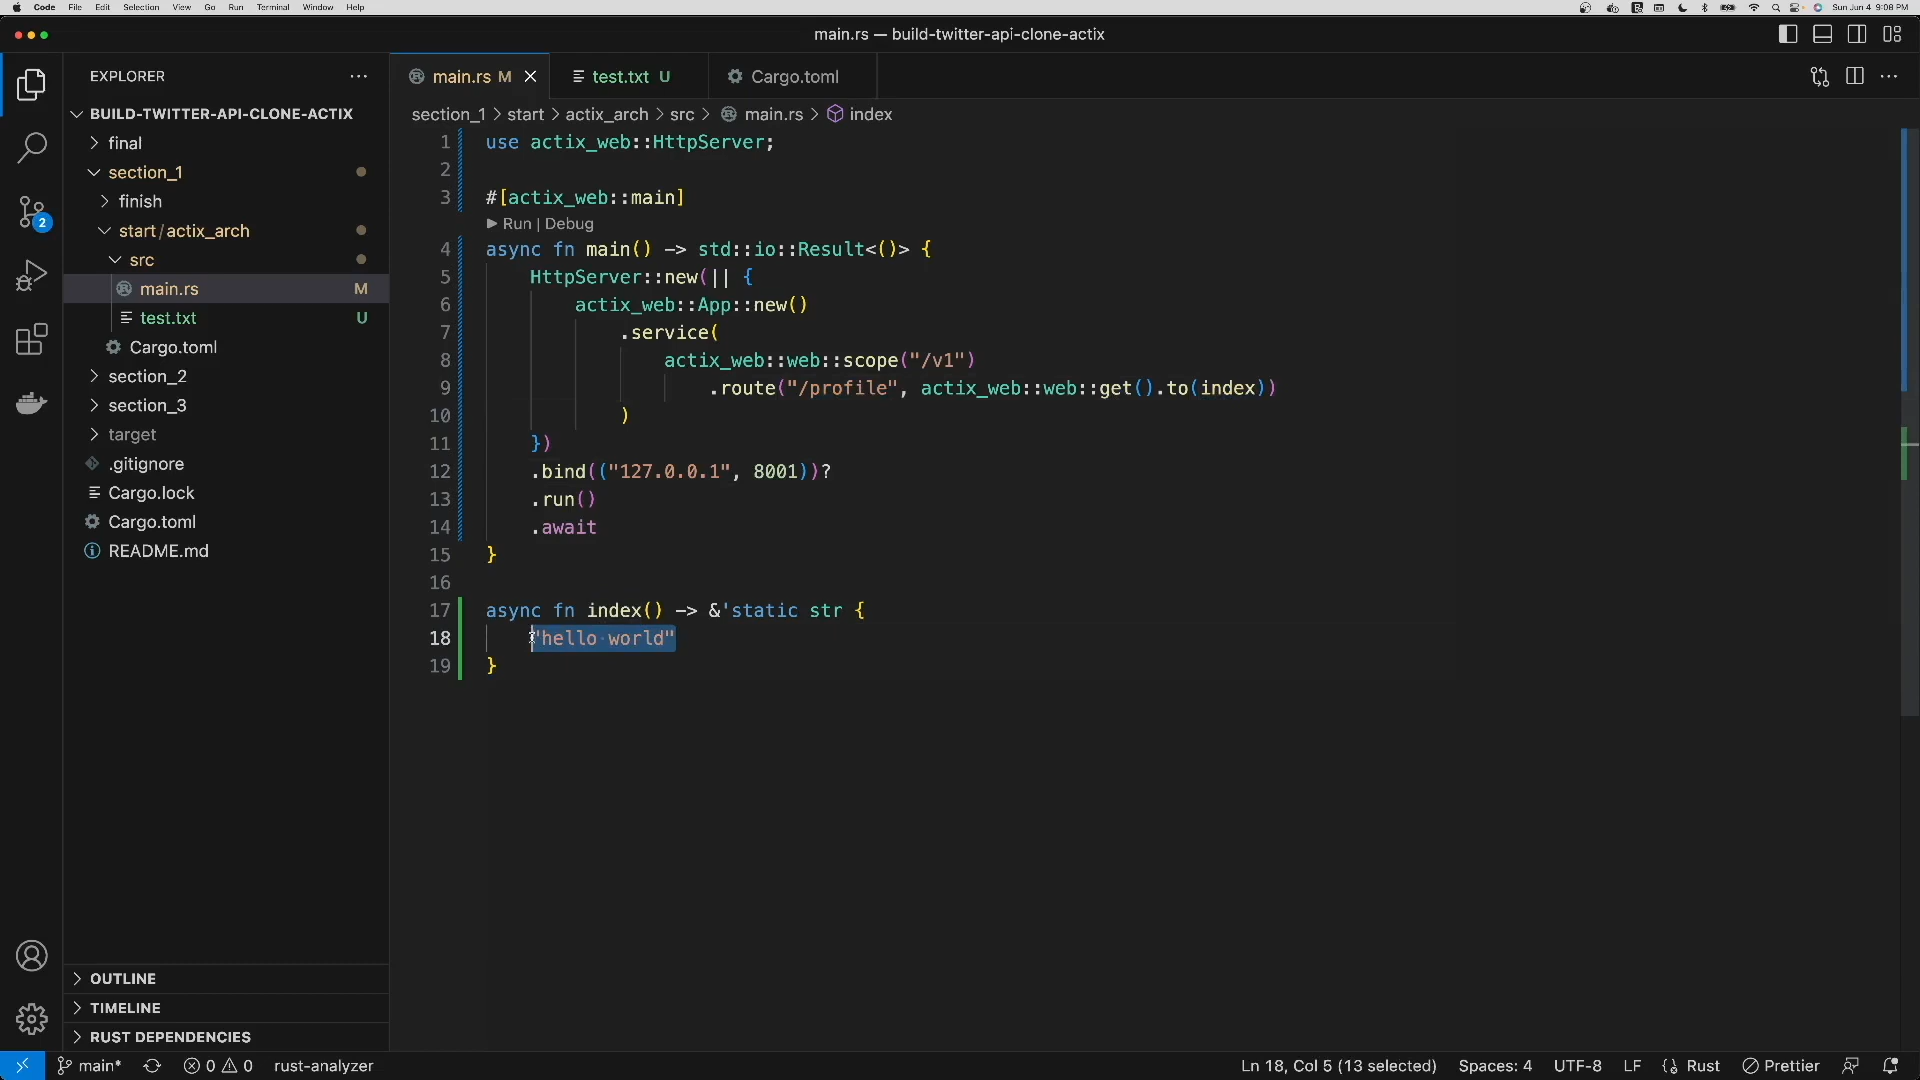 Code File Edit Selection View Go Run Terminal Window Help
Sun Jun 4 9:08 PM
main.rs — build-twitter-api-clone-actix
EXPLORER
BUILD-TWITTER-API-CLONE-ACTIX
final
section_1
finish
start/actix_arch
src
main.rs M
test.txt U
Cargo.toml
section_2
section_3
target
.gitignore
Cargo.lock
Cargo.toml
README.md
OUTLINE
TIMELINE
RUST DEPENDENCIES
2
main.rs M
test.txt U
Cargo.toml
section_1 > start > actix_arch > src > main.rs > index
1 use actix_web::HttpServer;
2
3 #[actix_web::main]
Run | Debug
4 async fn main() -> std::io::Result<()> {
5 HttpServer::new(|| {
6 actix_web::App::new()
7 .service(
8 actix_web::web::scope("/v1")
9 .route("/profile", actix_web::web::get().to(index))
10 )
11 })
12 .bind(("127.0.0.1", 8001))?
13 .run()
14 .await
15 }
16
17 async fn index() -> &'static str {
18 "hello world"
19 }
main* 0 0 rust-analyzer
Ln 18, Col 5 (13 selected) Spaces: 4 UTF-8 LF Rust Prettier